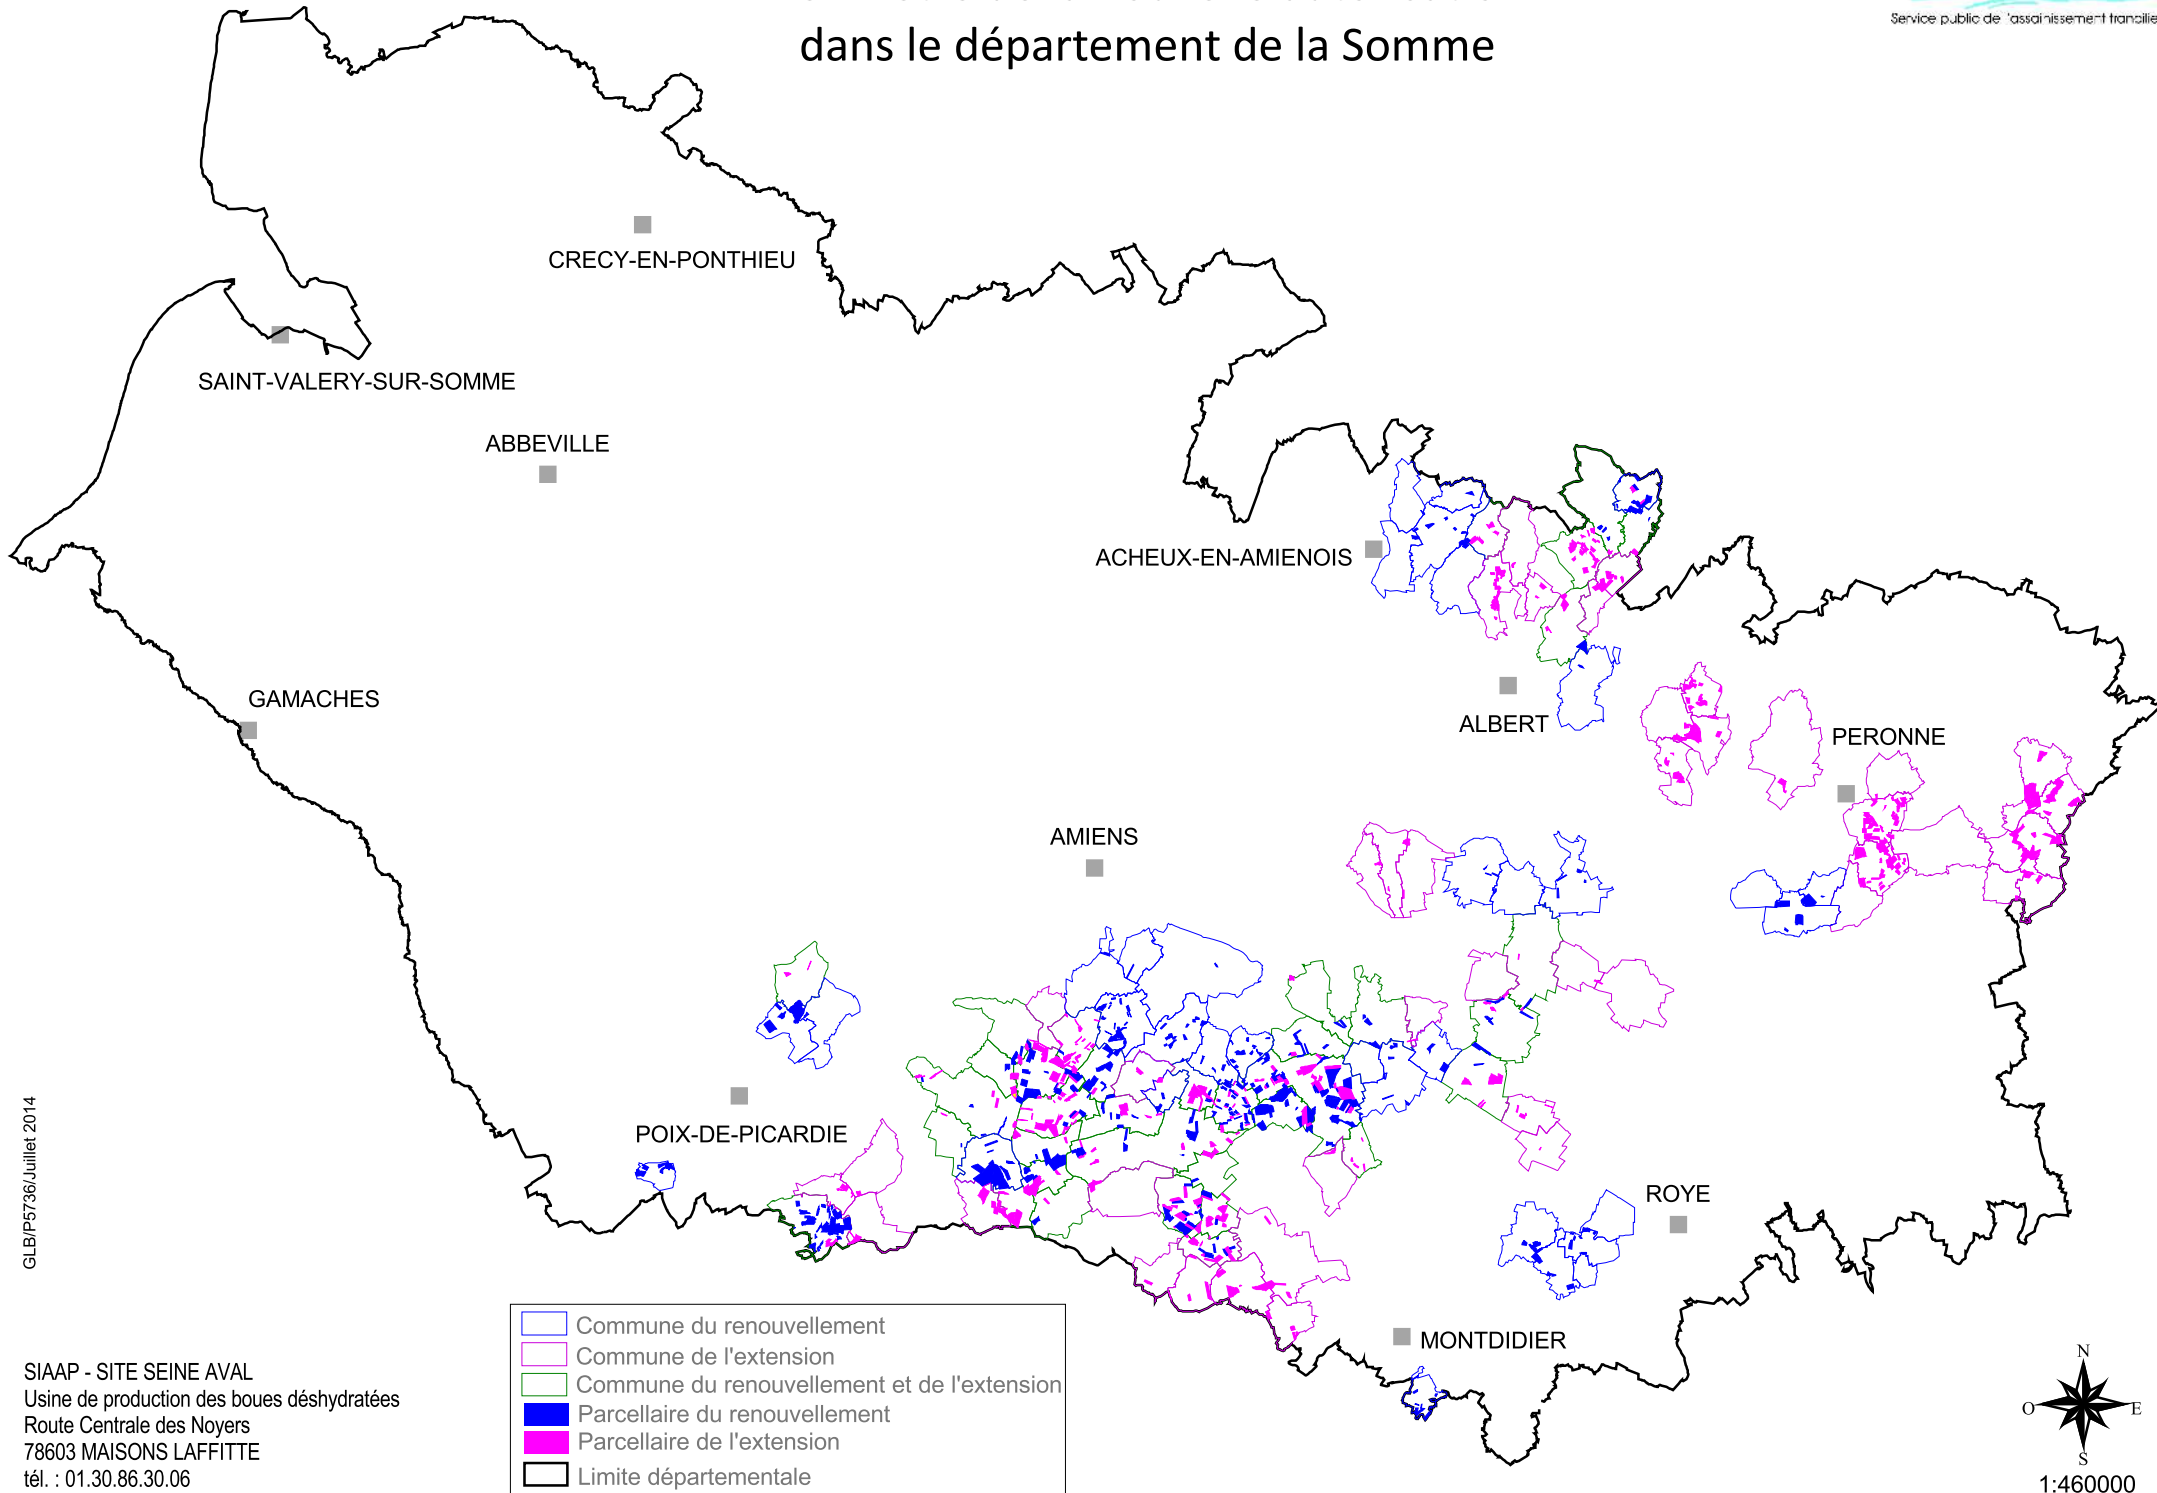 dans le département de la Somme
Service public de l'assainissement francilien
CRECY-EN-PONTHIEU
SAINT-VALERY-SUR-SOMME
ABBEVILLE
ACHEUX-EN-AMIENOIS
GAMACHES
ALBERT
PERONNE
AMIENS
POIX-DE-PICARDIE
ROYE
MONTDIDIER
GLB/P5736/Juillet 2014
SIAAP - SITE SEINE AVAL
Usine de production des boues déshydratées
Route Centrale des Noyers
78603 MAISONS LAFFITTE
tél. : 01.30.86.30.06
Commune du renouvellement
Commune de l'extension
Commune du renouvellement et de l'extension
Parcellaire du renouvellement
Parcellaire de l'extension
Limite départementale
N
O
E
S
1:460000